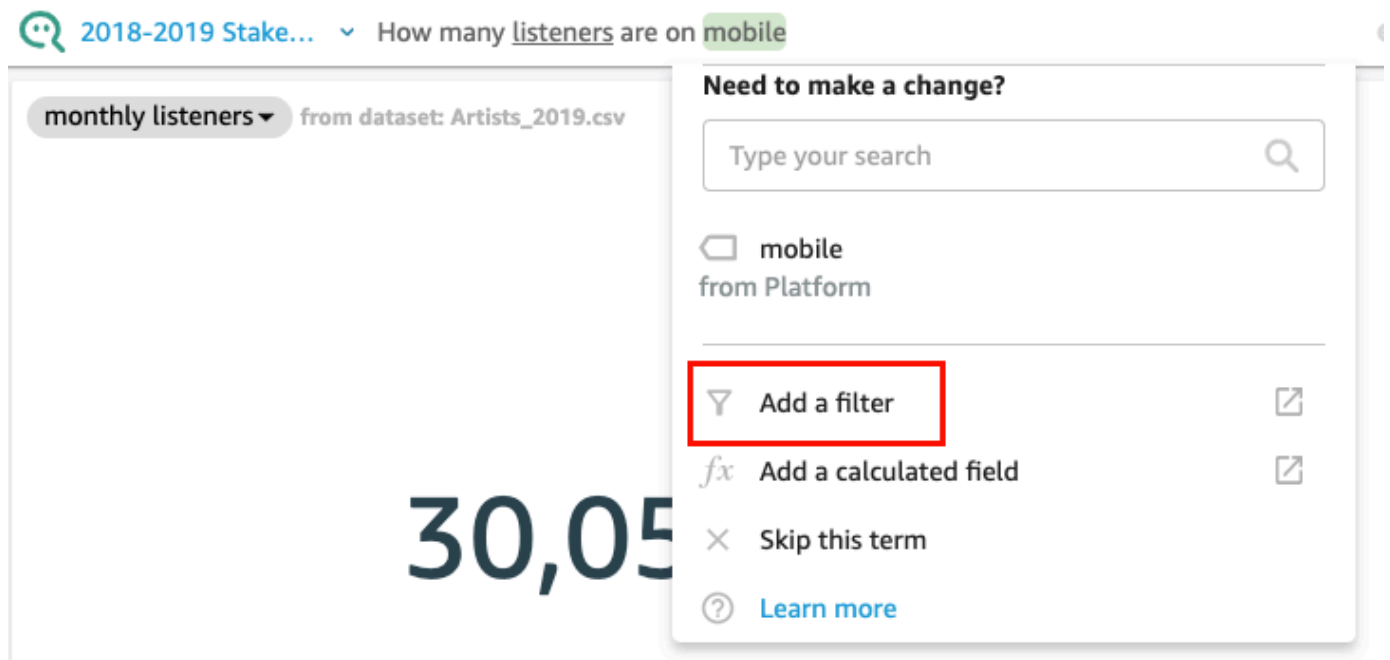 2018-2019 Stake... How many listeners are on mobile
Need to make a change?
monthly listeners from dataset: Artists_2019.csv
Type your search
mobile
from Platform
Add a filter
fx Add a calculated field
Skip this term
30,05
? Learn more